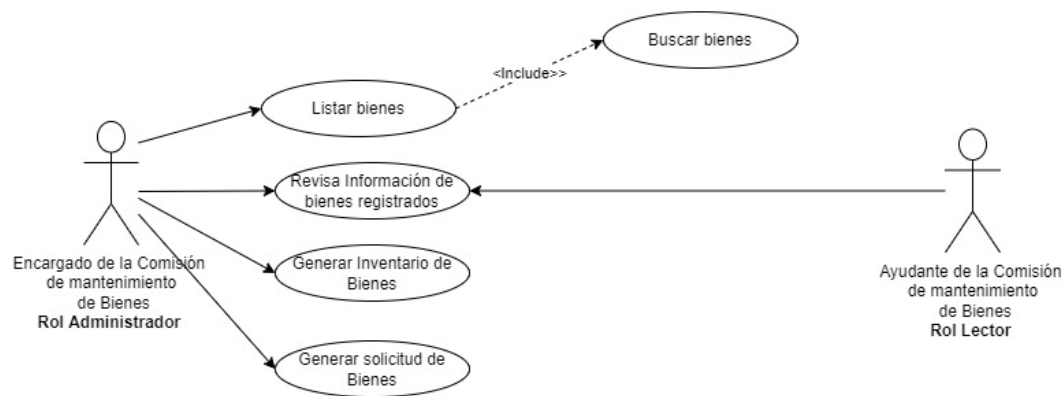 Buscar bienes
<Include>>
Listar bienes
Revisa Información de
bienes registrados
Encargado de la Comisión
de mantenimiento
de Bienes
Rol Administrador
Generar Inventario de
Bienes
Ayudante de la Comisión
de mantenimiento
de Bienes
Rol Lector
Generar solicitud de
Bienes